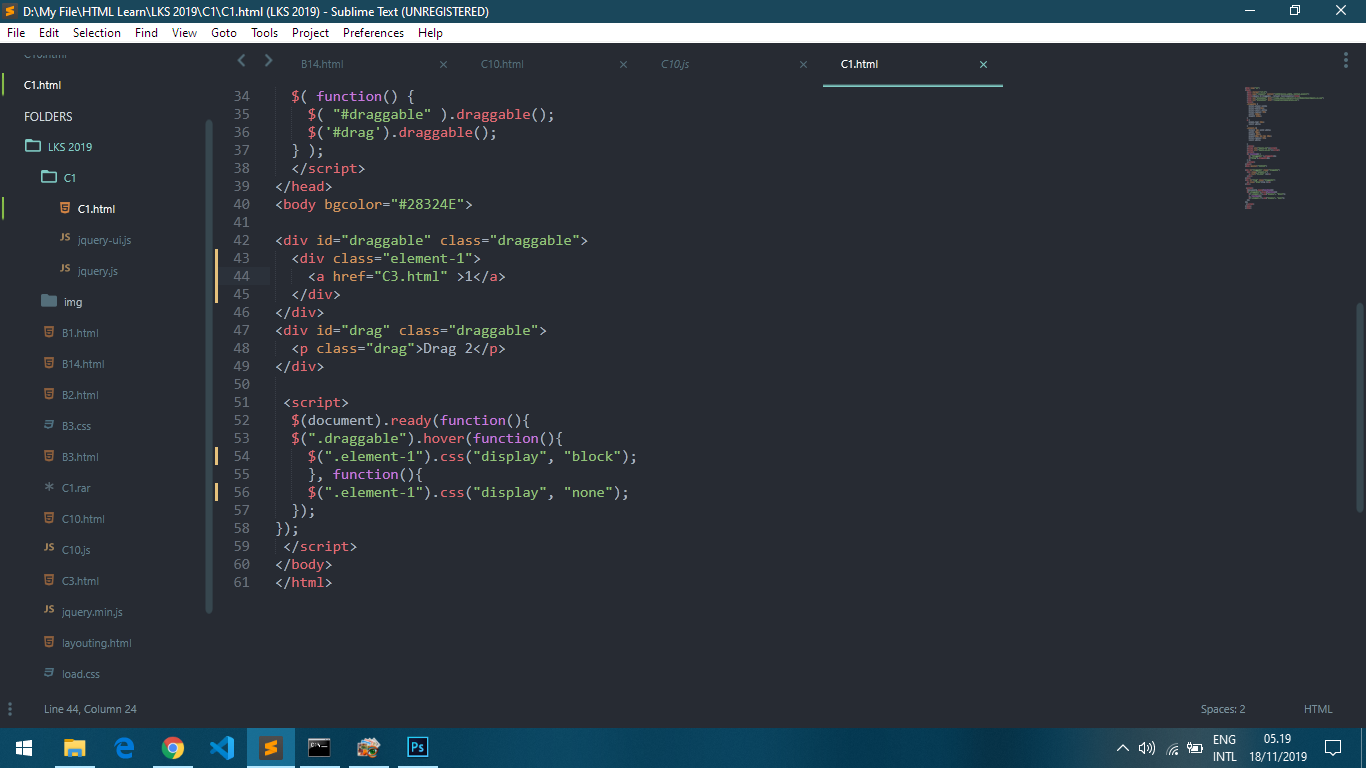 D:\My File\HTML Learn\LKS 2019\C1\C1.html (LKS 2019) - Sublime Text (UNREGISTERED)
File Edit Selection Find View Goto Tools Project Preferences Help
C1.html
FOLDERS
LKS 2019
C1
C1.html
JS jquery-ui.js
JS jquery.js
img
B1.html
B14.html
B2.html
B3.css
B3.html
C1.rar
C10.html
JS C10.js
C3.html
JS jquery.min.js
layouting.html
load.css
B14.html C10.html C10.js C1.html
34 $( function() {
35 $( "#draggable" ).draggable();
36 $('#drag').draggable();
37 } );
38 </script>
39 </head>
40 <body bgcolor="#28324E">
41
42 <div id="draggable" class="draggable">
43 <div class="element-1">
44 <a href="C3.html" >1</a>
45 </div>
46 </div>
47 <div id="drag" class="draggable">
48 <p class="drag">Drag 2</p>
49 </div>
50
51 <script>
52 $(document).ready(function(){
53 $(".draggable").hover(function(){
54 $(".element-1").css("display", "block");
55 }, function(){
56 $(".element-1").css("display", "none");
57 });
58 });
59 </script>
60 </body>
61 </html>
Line 44, Column 24
Spaces: 2 HTML
Ps
ENG
INTL
05.19
18/11/2019